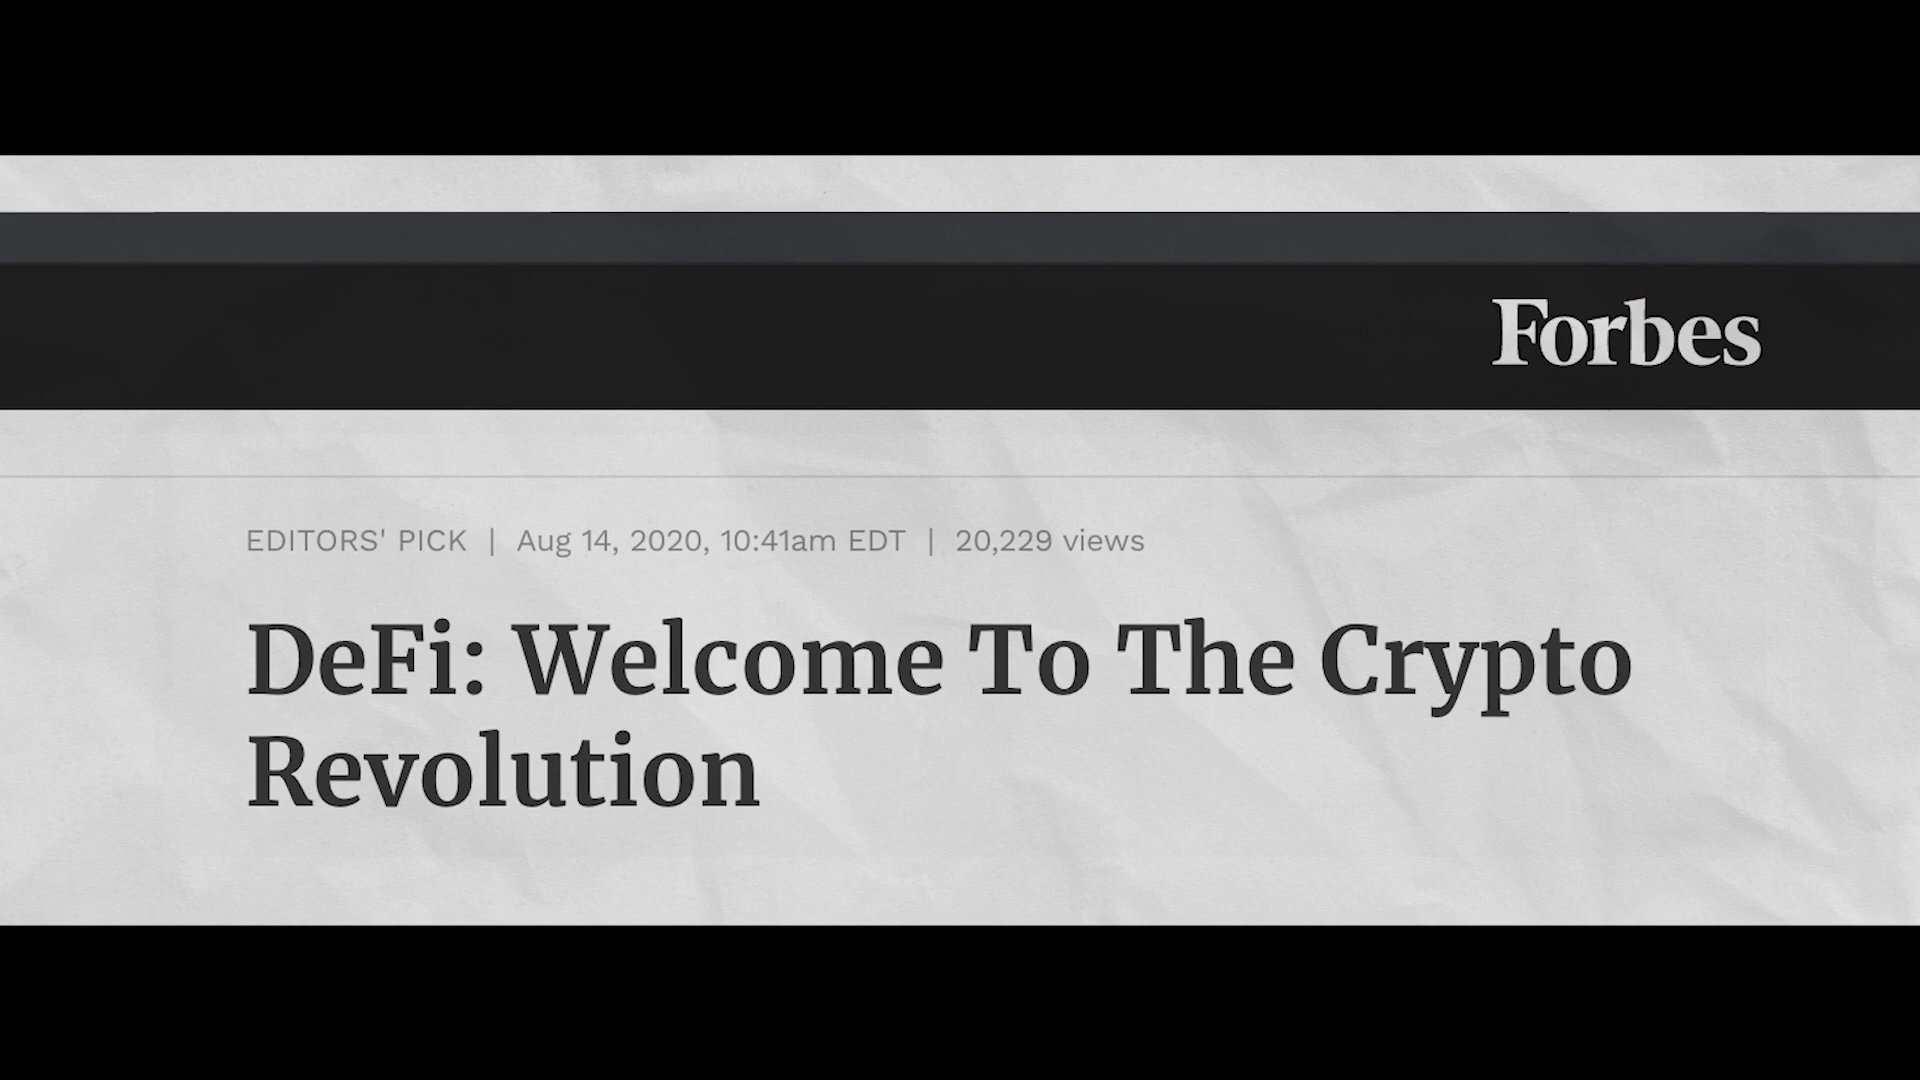 Forbes
EDITORS' PICK | Aug 14, 2020, 10:41am EDT | 20,229 views
DeFi: Welcome To The Crypto
Revolution